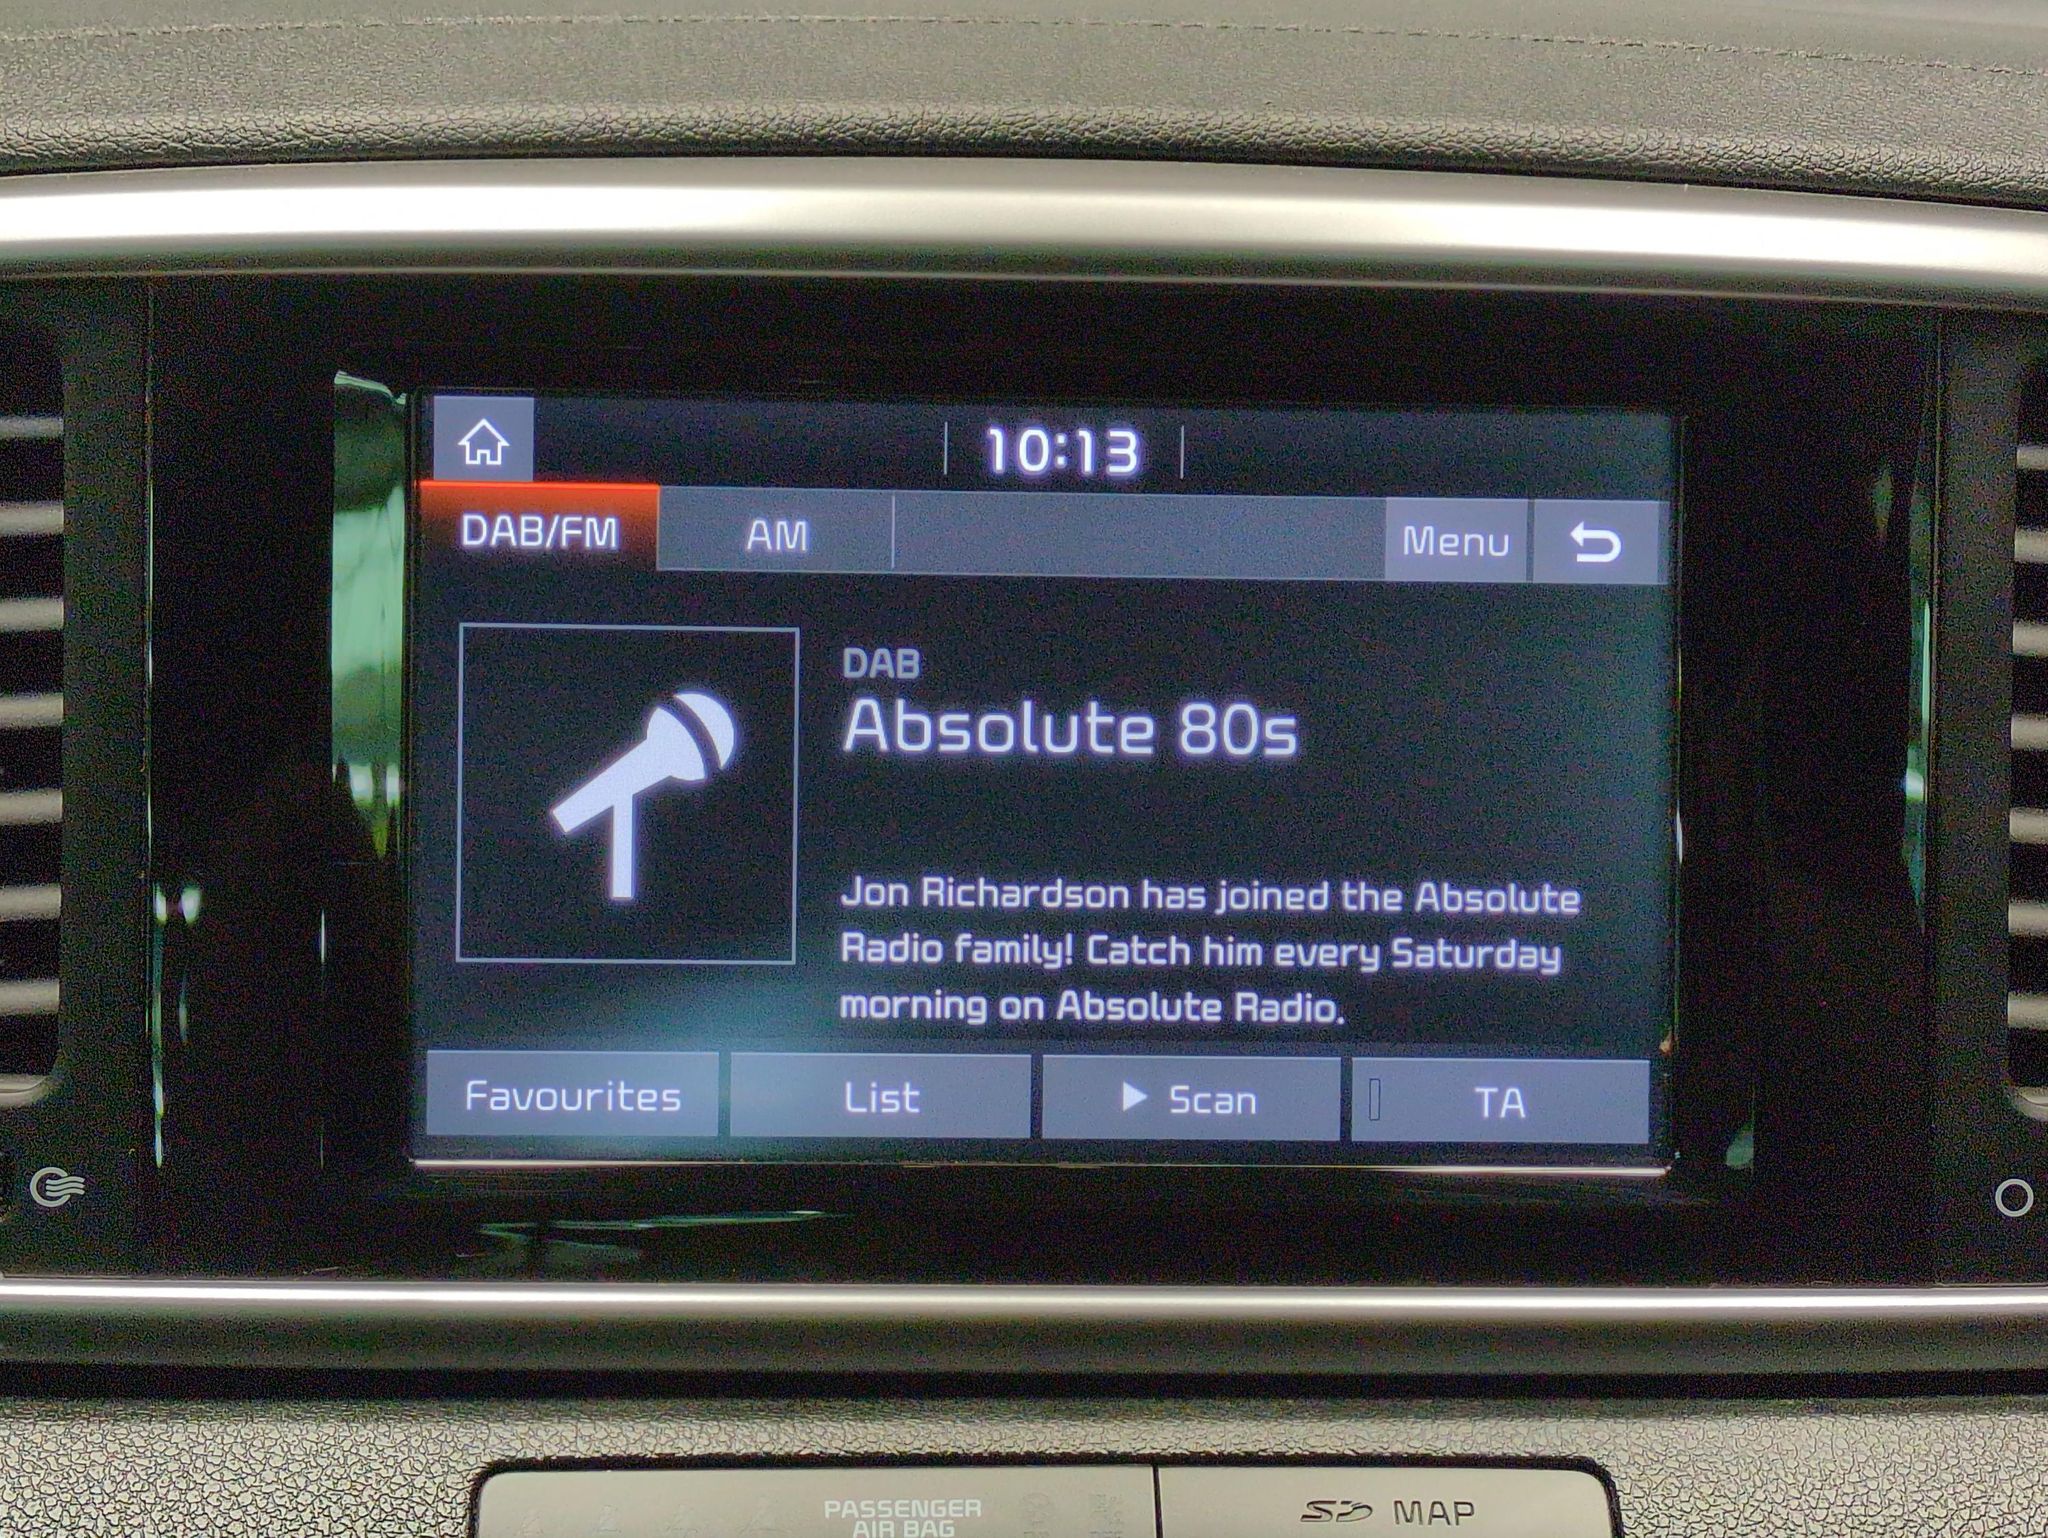 10:13
DAB/FM
AM
Menu
DAB
Absolute 80s
Jon Richardson has joined the Absolute
Radio family! Catch him every Saturday
morning on Absolute Radio.
Favourites
List
Scan
TA
PASSENGER
AIR BAG
SD MAP